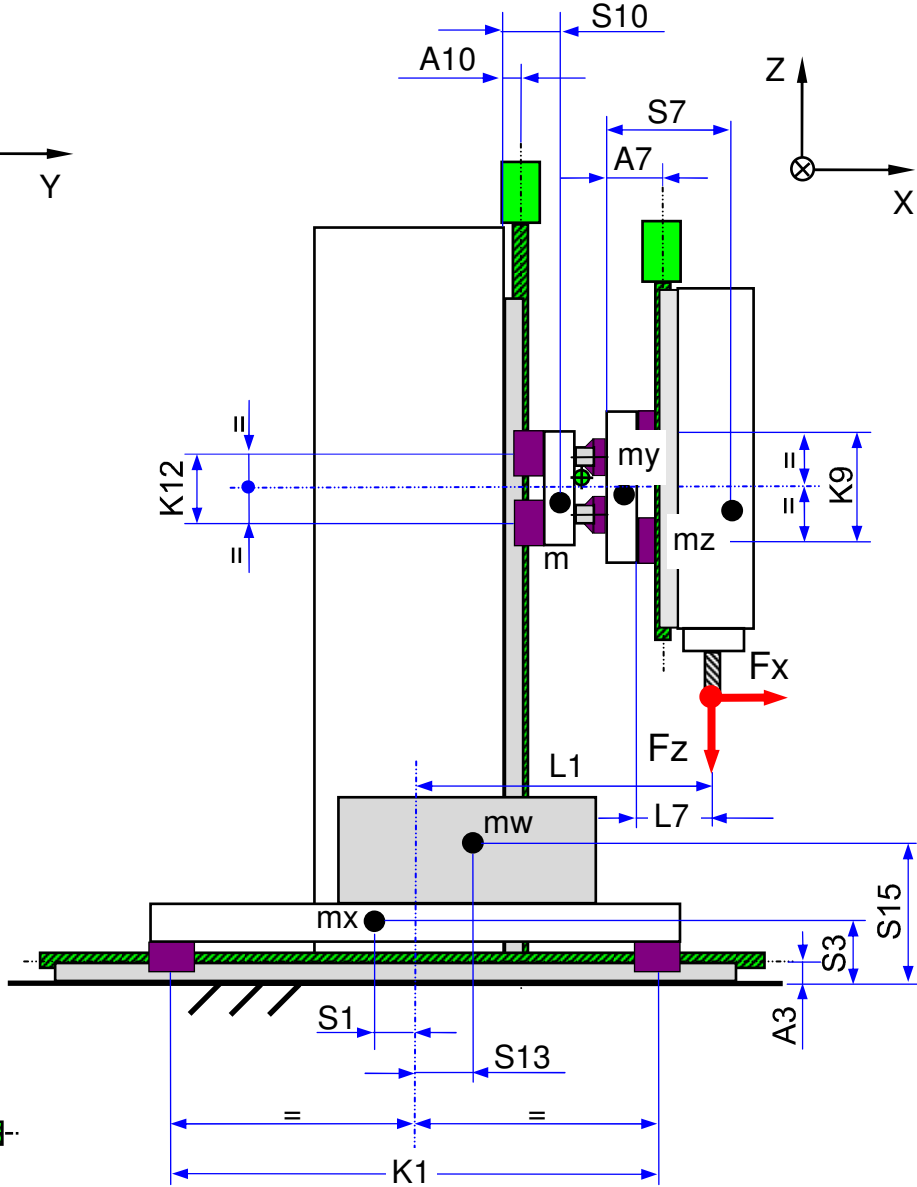 S10
A10
Z
S7
A7
Y
X
=
K12
=
my
=
K9
=
mz
m
Fx
Fz
L1
L7
mw
mx
S15
S3
A3
S1
S13
=
=
K1